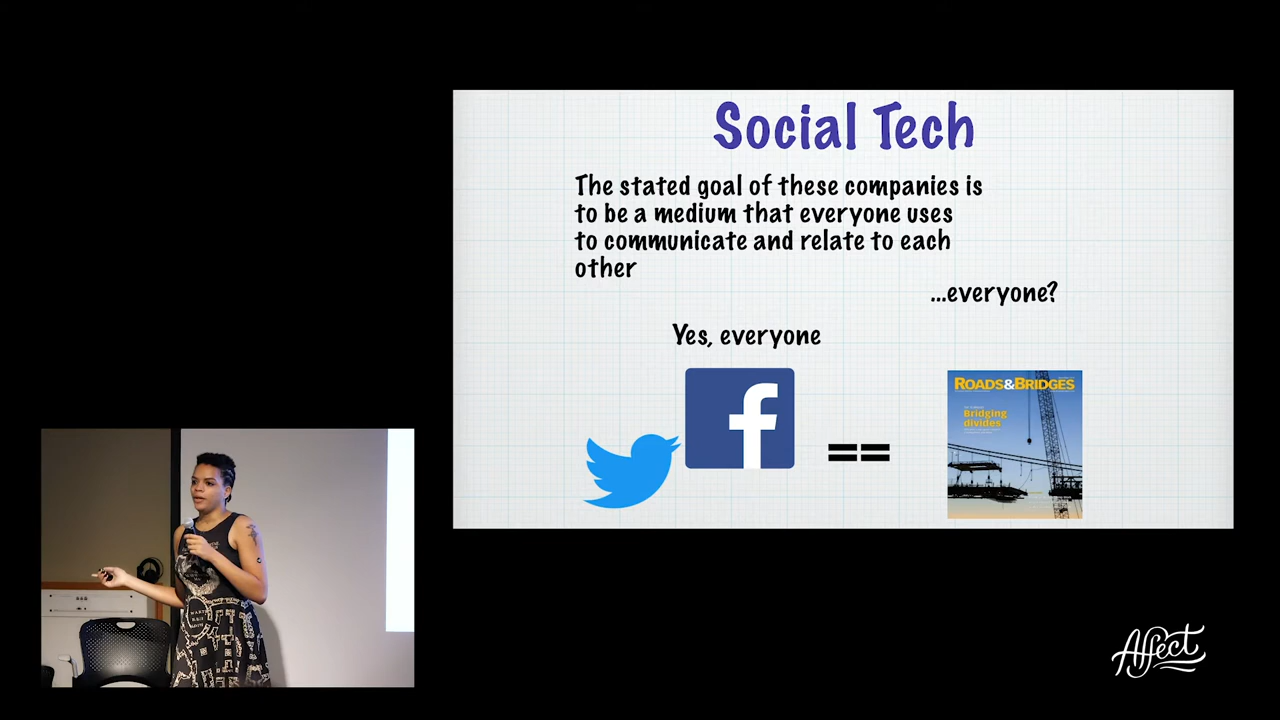 Social Tech
The stated goal of these companies is
to be a medium that everyone uses
to communicate and relate to each
other
...everyone?
Yes, everyone
f
==
ROADS&BRIDGES
Bridging
divides
Affect